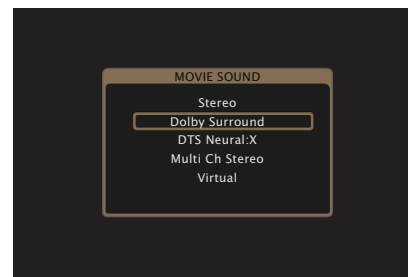 MOVIE SOUND
Stereo
Dolby Surround
DTS Neural:X
Multi Ch Stereo
Virtual